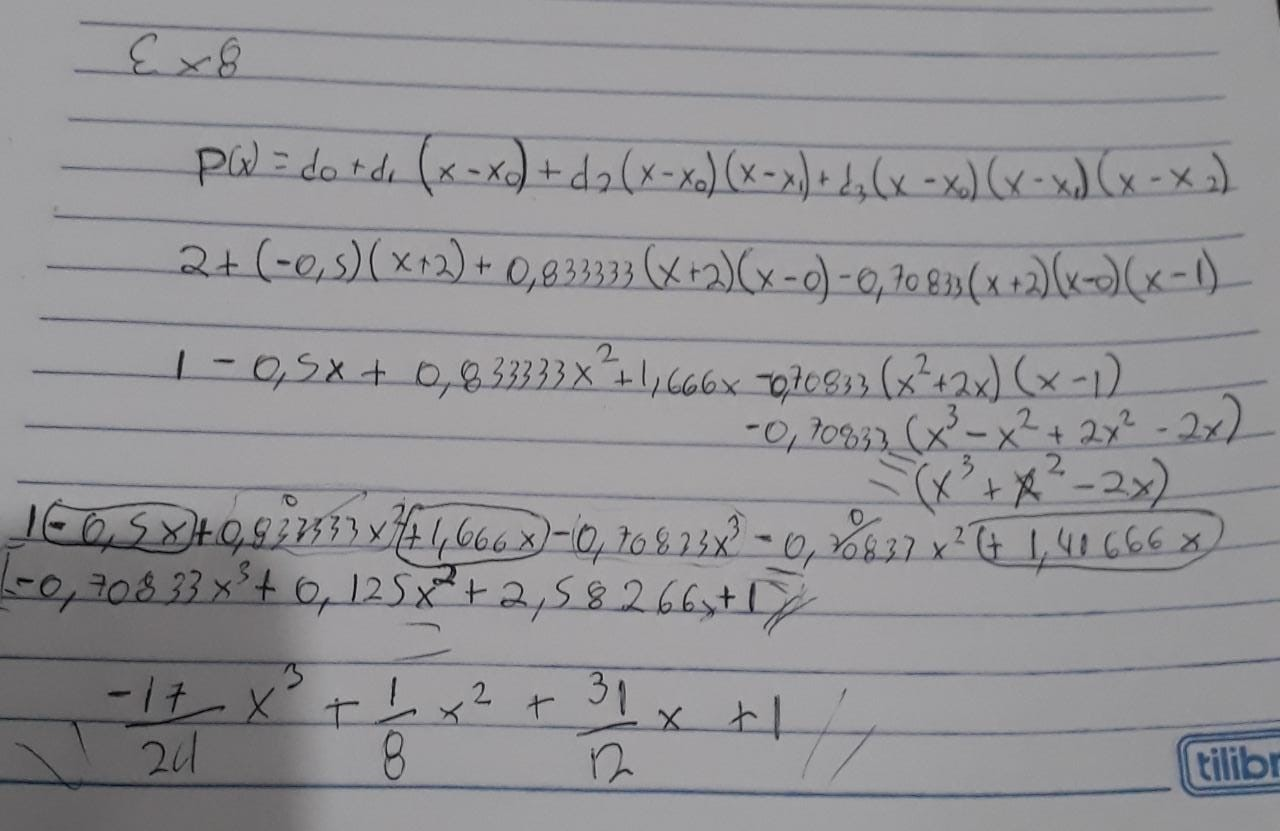 Ex 8
P(x) = d0 + d1 (x - x0) + d2 (x - x0) (x - x1) + d3 (x - x0) (x - x1) (x - x2)
2 + (-0,5)(x+2) + 0,833333 (x+2)(x-0) - 0,70833 (x+2)(x-0)(x-1)
1 - 0,5x + 0,833333x² + 1,666x - 0,70833 (x²+2x) (x-1)
-0,70833 (x³ - x² + 2x² - 2x)
= (x³ + x² - 2x)
1 - 0,5x + 0,833333x² + 1,666x - 0,70833x³ - 0,70833x² + 1,41666x
-0,70833x³ + 0,125x² + 2,58266x + 1
-17/24 x³ + 1/8 x² + 31/12 x + 1